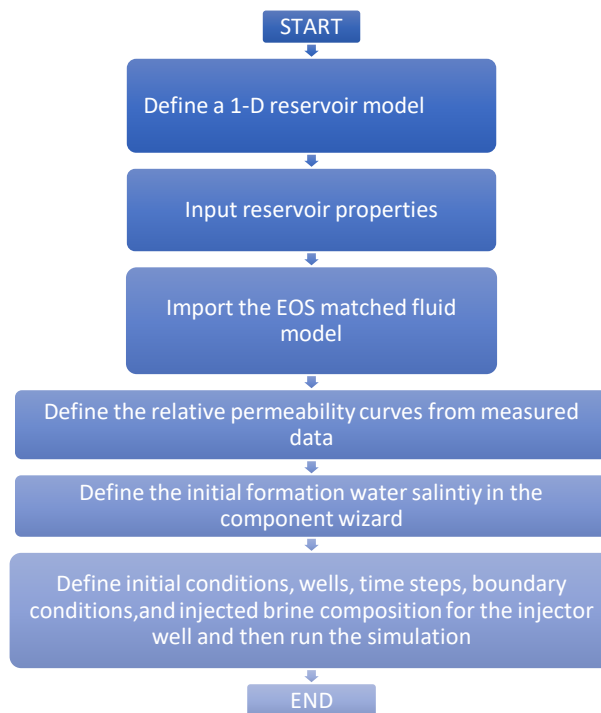 START
Define a 1-D reservoir model
Input reservoir properties
Import the EOS matched fluid
model
Define the relative permeability curves from measured
data
Define the initial formation water salintiy in the
component wizard
Define initial conditions, wells, time steps, boundary
conditions,and injected brine composition for the injector
well and then run the simulation
END